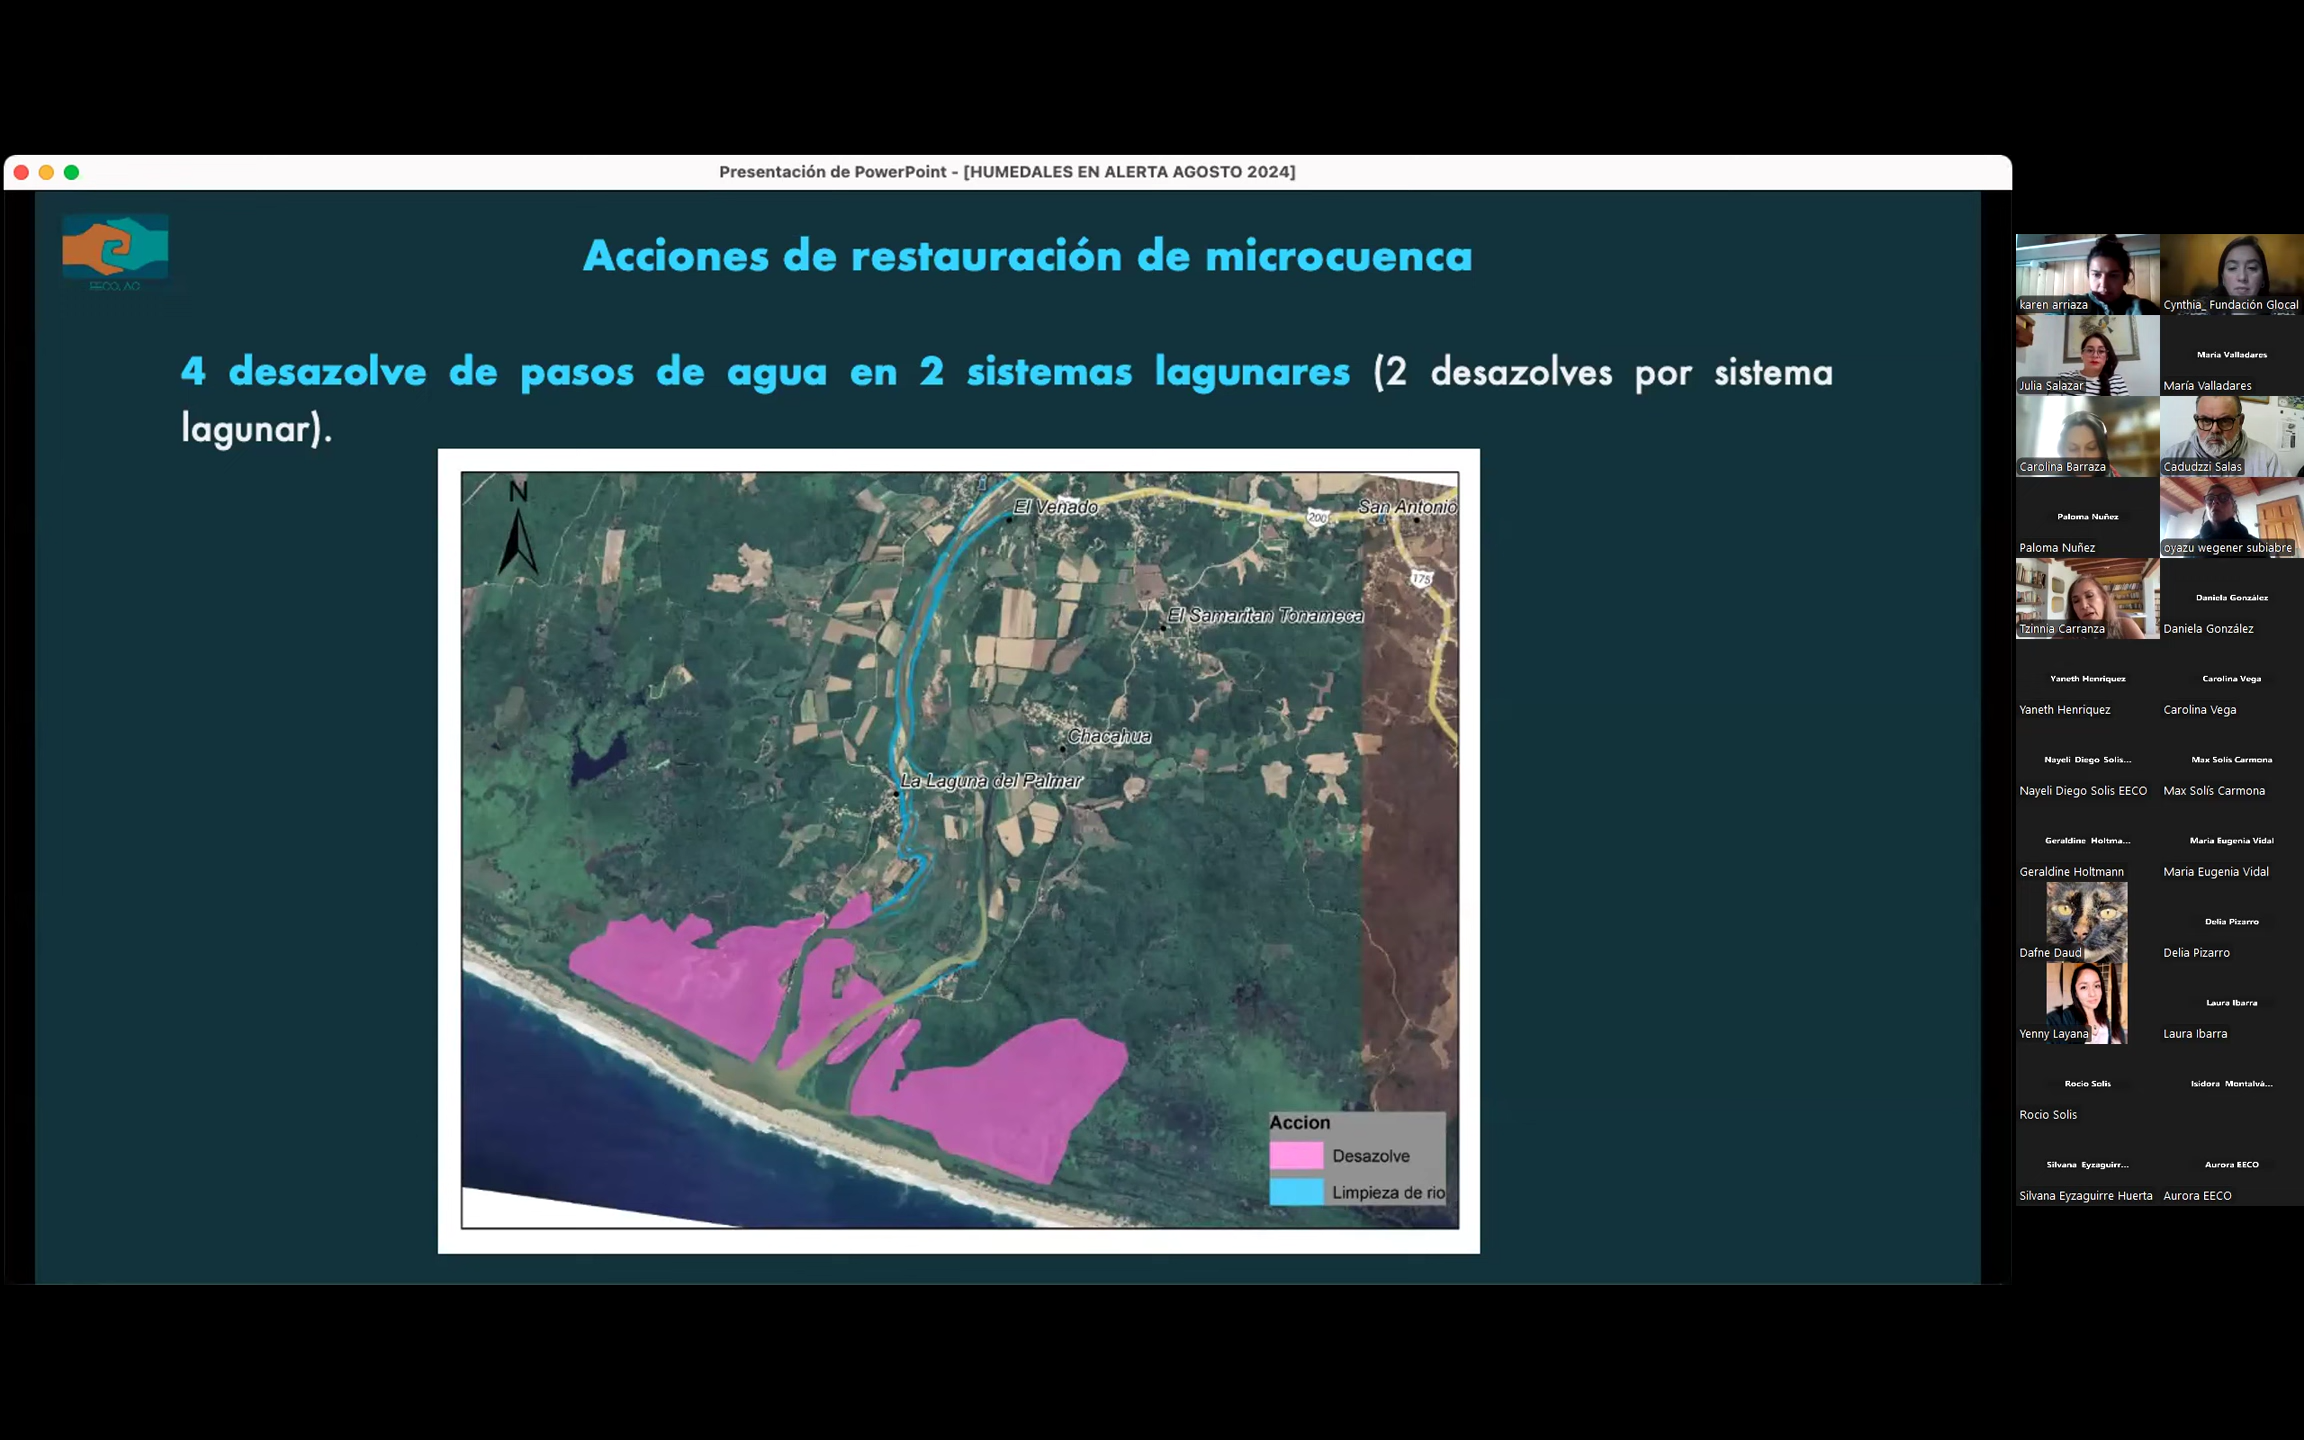 Presentación de PowerPoint - [HUMEDALES EN ALERTA AGOSTO 2024]
EECO, AC
Acciones de restauración de microcuenca
4 desazolve de pasos de agua en 2 sistemas lagunares (2 desazolves por sistema
lagunar).
N
El Venado
200
San Antonio
175
El Samaritan Tonameca
Chacahua
La Laguna del Palmar
Accion
Desazolve
Limpieza de rio
karen arriaza
Cynthia_ Fundación Glocal
Julia Salazar
María Valladares
María Valladares
Carolina Barraza
Cadudzzi Salas
Paloma Nuñez
Paloma Nuñez
oyazu wegener subiabre
Tzinnia Carranza
Daniela González
Daniela González
Yaneth Henriquez
Yaneth Henriquez
Carolina Vega
Carolina Vega
Nayeli Diego Solis...
Nayeli Diego Solis EECO
Max Solís Carmona
Max Solís Carmona
Geraldine Holtma...
Geraldine Holtmann
Maria Eugenia Vidal
Maria Eugenia Vidal
Dafne Daud
Delia Pizarro
Delia Pizarro
Yenny Layana
Laura Ibarra
Laura Ibarra
Rocio Solis
Rocio Solis
Isidora Montalvá...
Silvana Eyzaguirr...
Silvana Eyzaguirre Huerta
Aurora EECO
Aurora EECO